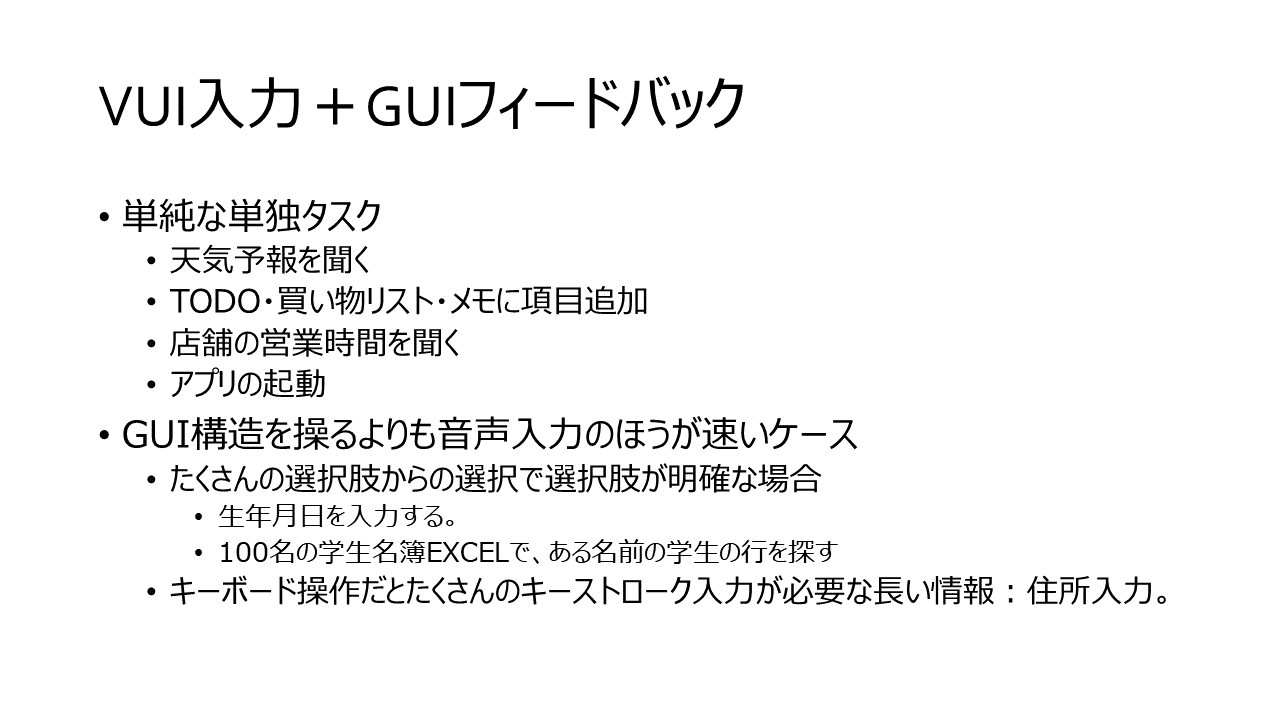 VUI入力＋GUIフィードバック
• 単純な単独タスク
• 天気予報を聞く
• TODO・買い物リスト・メモに項目追加
• 店舗の営業時間を聞く
• アプリの起動
• GUI構造を操るよりも音声入力のほうが速いケース
• たくさんの選択肢からの選択で選択肢が明確な場合
• 生年月日を入力する。
• 100名の学生名簿EXCELで、ある名前の学生の行を探す
• キーボード操作だとたくさんのキーストローク入力が必要な長い情報：住所入力。